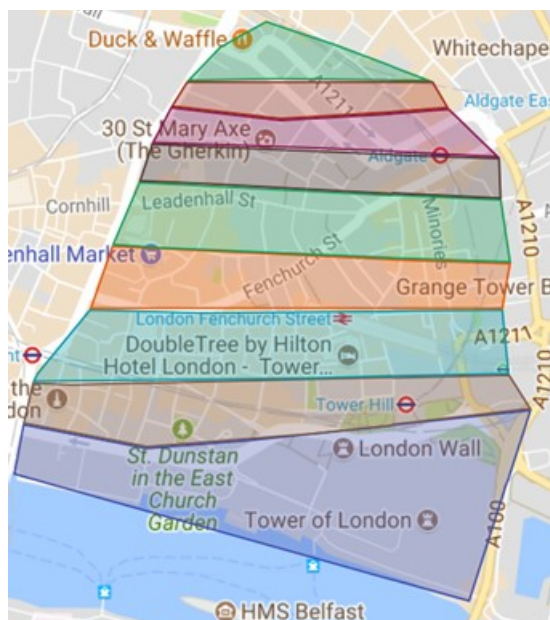 Duck & Waffle
Whitechape
A1211
Aldgate Eas
30 St Mary Axe
(The Gherkin)
Aldgate
Cornhill
Leadenhall St
Minories
A1210
enhall Market
Fenchurch St
Grange Tower B
London Fenchurch Street
A1211
DoubleTree by Hilton
Hotel London - Tower...
nt
A1210
the
don
Tower Hill
London Wall
St. Dunstan
in the East
Church
Garden
Tower of London
A100
HMS Belfast